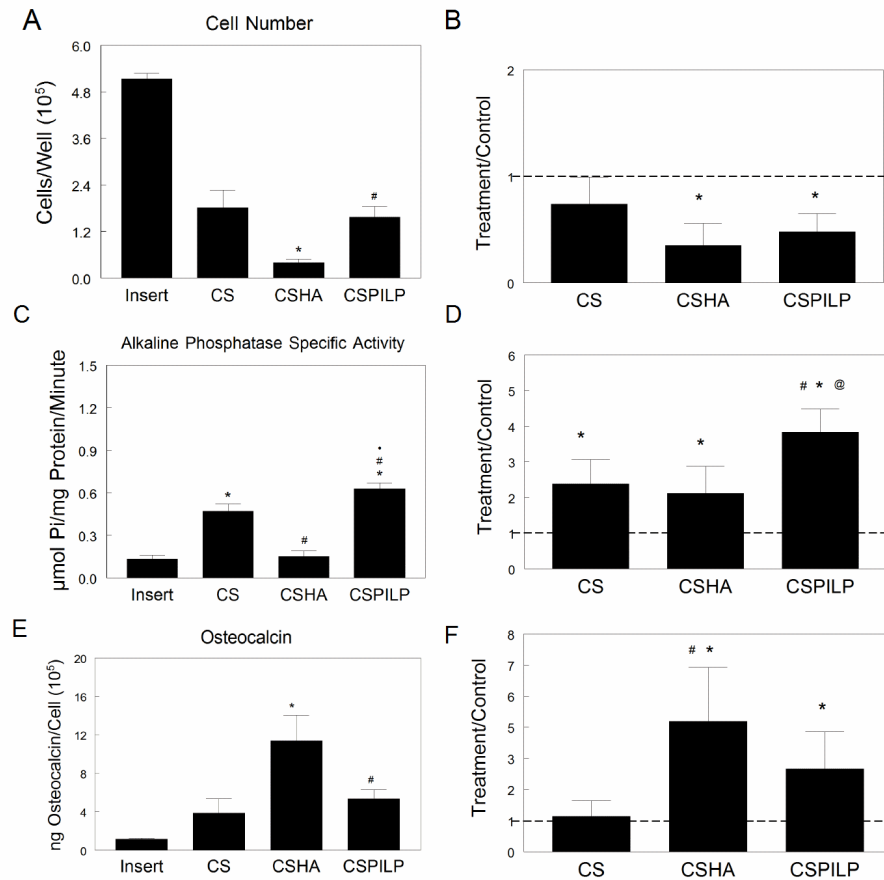 A
Cell Number
Cells/Well (10⁵)
6.0
4.8
3.6
2.4
1.2
0.0
*
#
Insert CS CSHA CSPILP
B
Treatment/Control
2
1
0
* *
CS CSHA CSPILP
C
Alkaline Phosphatase Specific Activity
µmol Pi/mg Protein/Minute
1.5
1.2
0.9
0.6
0.3
0.0
*
#
•
#
*
Insert CS CSHA CSPILP
D
Treatment/Control
6
5
4
3
2
1
0
*
*
# * @
CS CSHA CSPILP
E
Osteocalcin
ng Osteocalcin/Cell (10⁵)
20
16
12
8
4
0
*
#
Insert CS CSHA CSPILP
F
Treatment/Control
8
7
6
5
3
2
1
0
# *
*
CS CSHA CSPILP